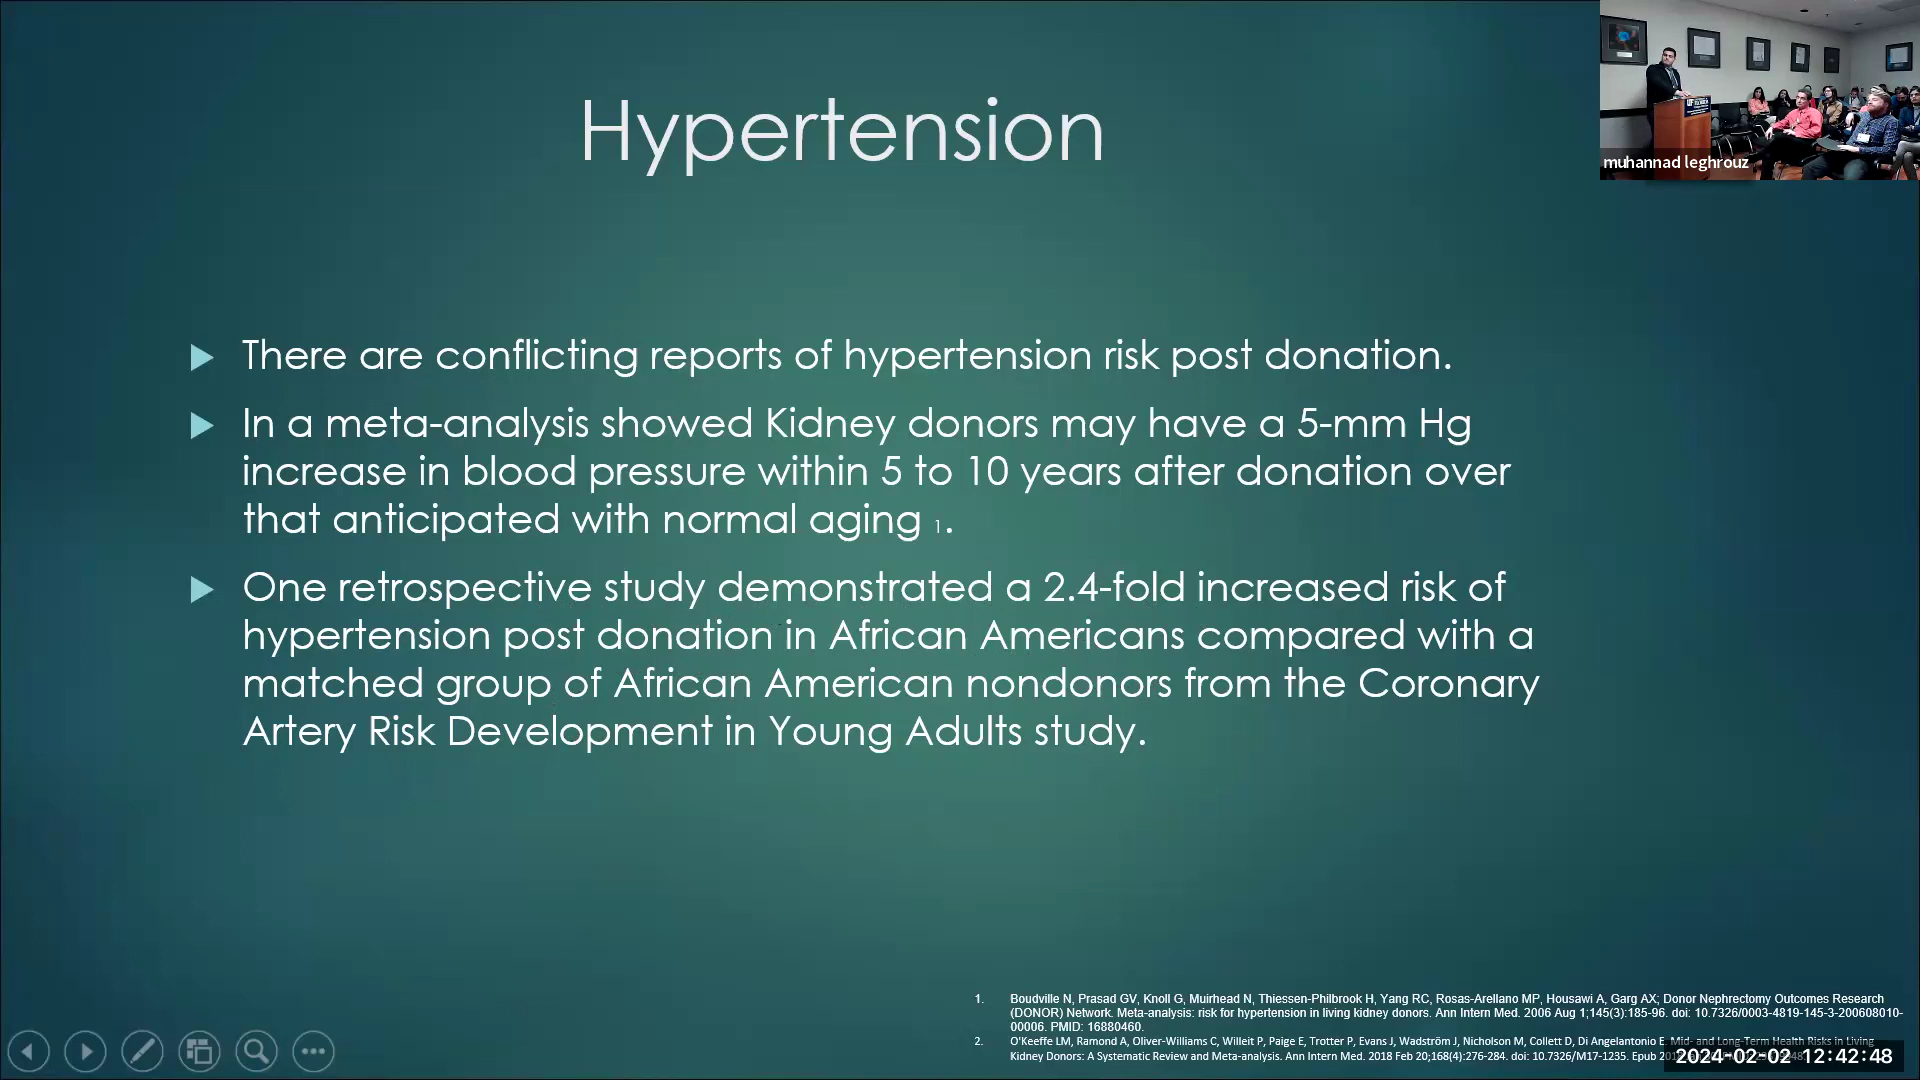 Hypertension
muhannad leghrouz
There are conflicting reports of hypertension risk post donation.
In a meta-analysis showed Kidney donors may have a 5-mm Hg
increase in blood pressure within 5 to 10 years after donation over
that anticipated with normal aging 1.
One retrospective study demonstrated a 2.4-fold increased risk of
hypertension post donation in African Americans compared with a
matched group of African American nondonors from the Coronary
Artery Risk Development in Young Adults study.
1. Boudville N, Prasad GV, Knoll G, Muirhead N, Thiessen-Philbrook H, Yang RC, Rosas-Arellano MP, Housawi A, Garg AX; Donor Nephrectomy Outcomes Research
(DONOR) Network. Meta-analysis: risk for hypertension in living kidney donors. Ann Intern Med. 2006 Aug 1;145(3):185-96. doi: 10.7326/0003-4819-145-3-200608010-
00006. PMID: 16880460.
2. O'Keeffe LM, Ramond A, Oliver-Williams C, Willeit P, Paige E, Trotter P, Evans J, Wadström J, Nicholson M, Collett D, Di Angelantonio E. Mid- and Long-Term Health Risks in Living
Kidney Donors: A Systematic Review and Meta-analysis. Ann Intern Med. 2018 Feb 20;168(4):276-284. doi: 10.7326/M17-1235. Epub
2024-02-02 12:42:48